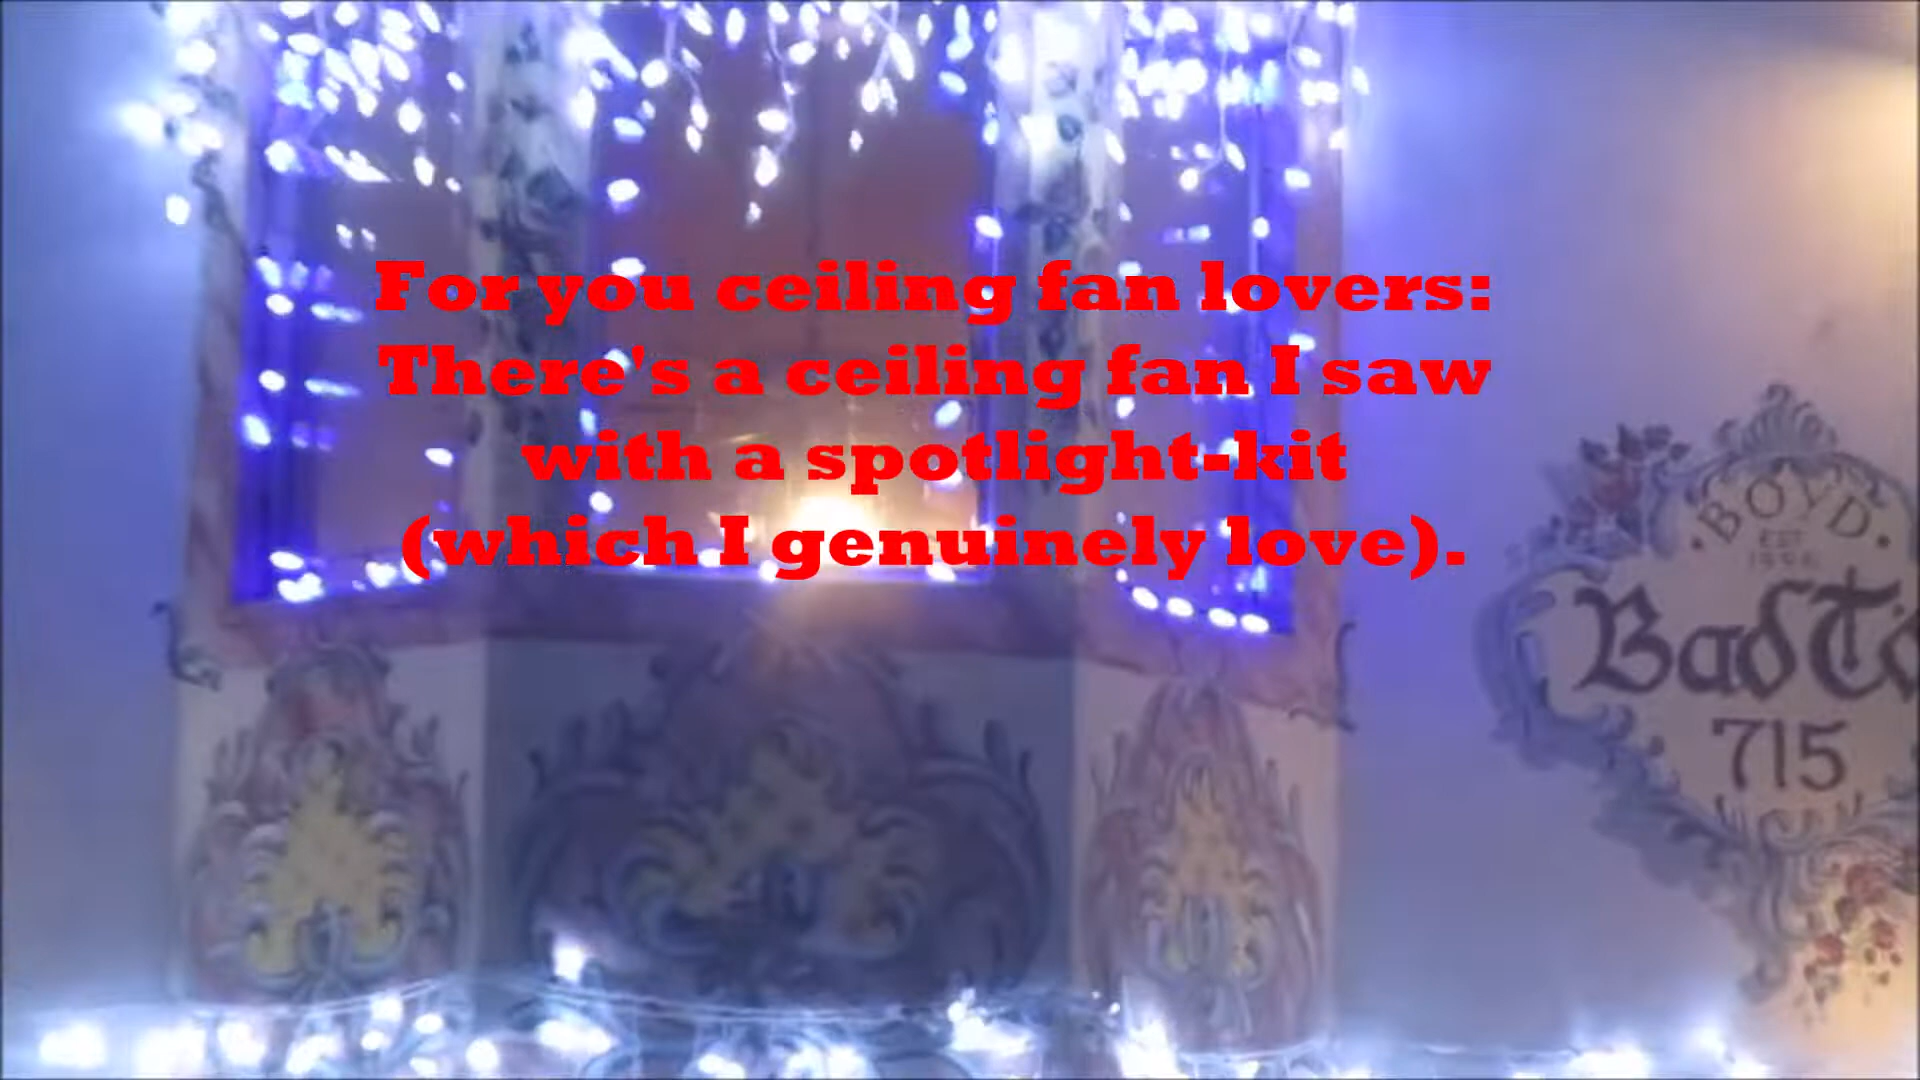 For you ceiling fan lovers:
There's a ceiling fan I saw
with a spotlight-kit
(which I genuinely love).
BOYD
EST
Bad
715